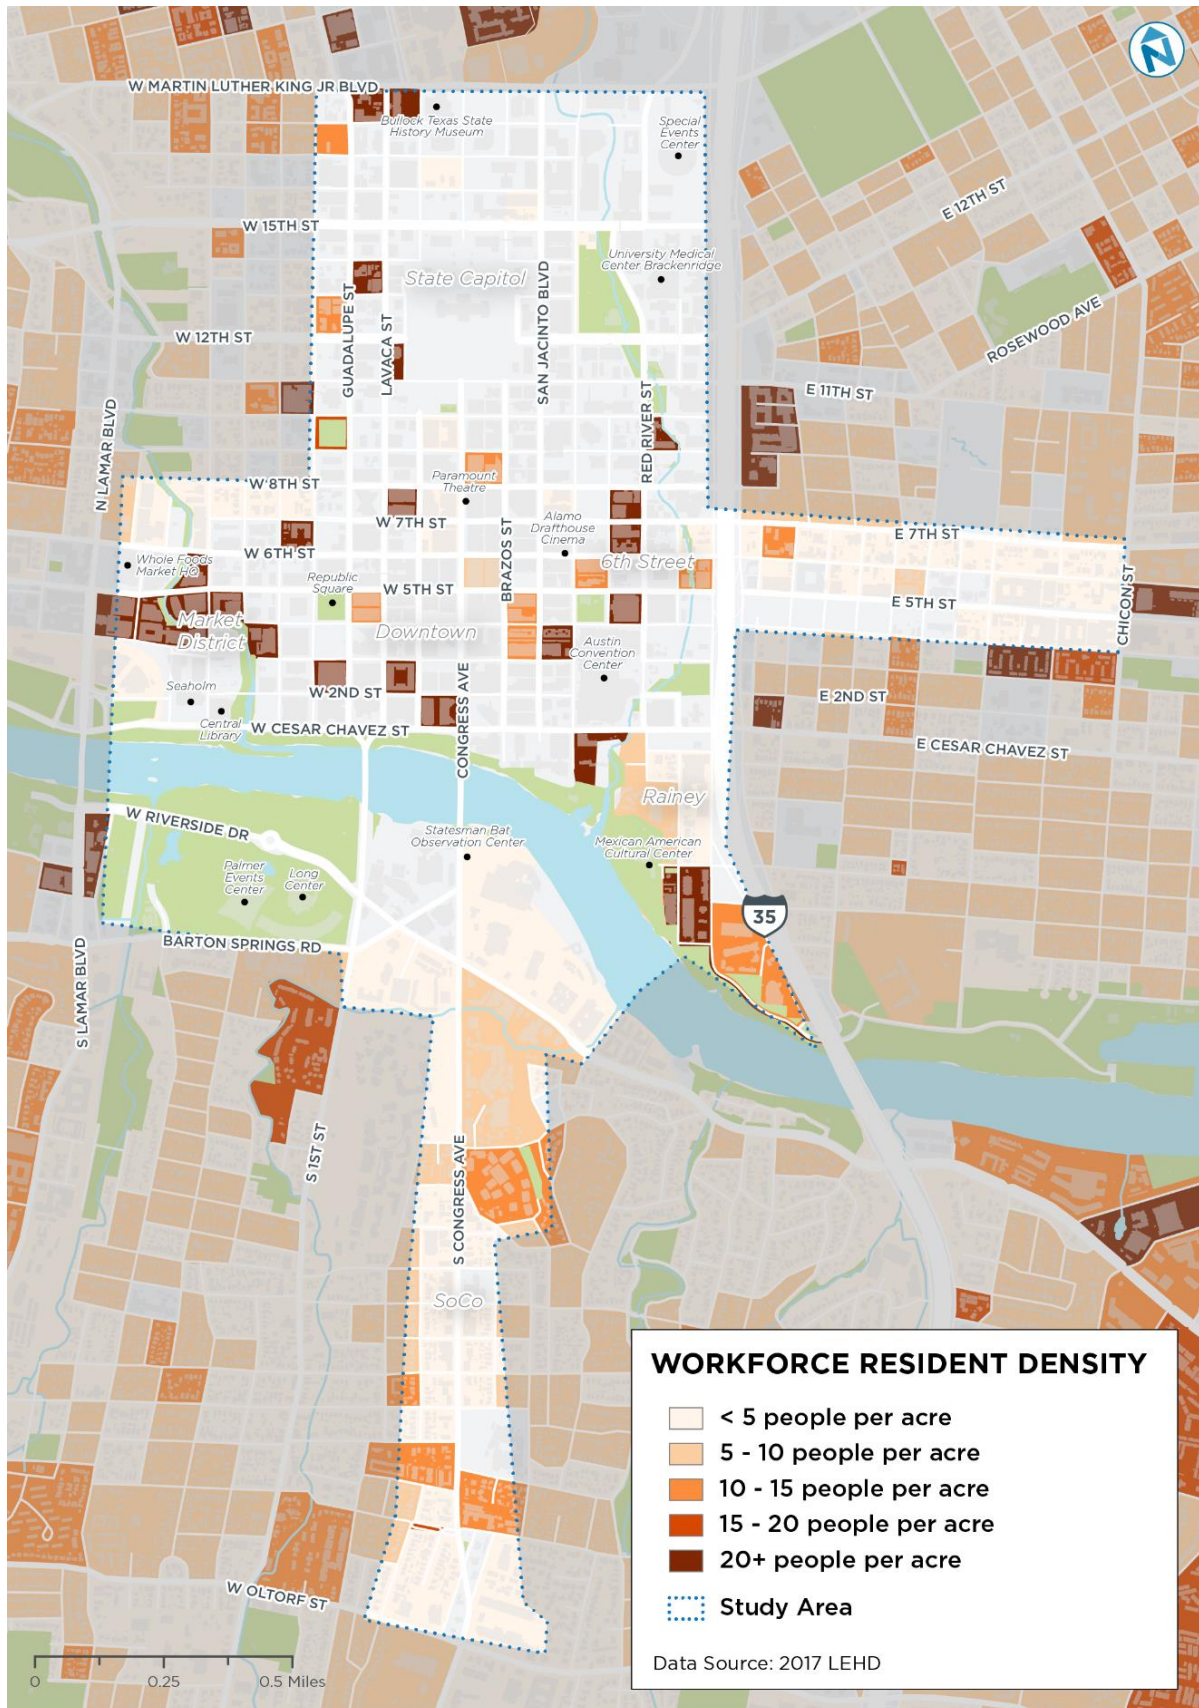 N
W MARTIN LUTHER KING JR BLVD
Bullock Texas State
History Museum
Special
Events
Center
W 15TH ST
E 12TH ST
State Capitol
University Medical
Center Brackenridge
GUADALUPE ST
LAVACA ST
SAN JACINTO BLVD
W 12TH ST
ROSEWOOD AVE
E 11TH ST
RED RIVER ST
N LAMAR BLVD
W 8TH ST
Paramount
Theatre
W 7TH ST
BRAZOS ST
Alamo
Drafthouse
Cinema
E 7TH ST
W 6TH ST
6th Street
Whole Foods
Market HQ
Republic
Square
W 5TH ST
E 5TH ST
CHICON ST
Market
District
Downtown
Austin
Convention
Center
Seaholm
W 2ND ST
E 2ND ST
CONGRESS AVE
Central
Library
W CESAR CHAVEZ ST
E CESAR CHAVEZ ST
Rainey
W RIVERSIDE DR
Statesman Bat
Observation Center
Mexican American
Cultural Center
Palmer
Events
Center
Long
Center
35
BARTON SPRINGS RD
S LAMAR BLVD
S 1ST ST
S CONGRESS AVE
SoCo
W OLTORF ST
WORKFORCE RESIDENT DENSITY
< 5 people per acre
5 - 10 people per acre
10 - 15 people per acre
15 - 20 people per acre
20+ people per acre
Study Area
Data Source: 2017 LEHD
0 0.25 0.5 Miles